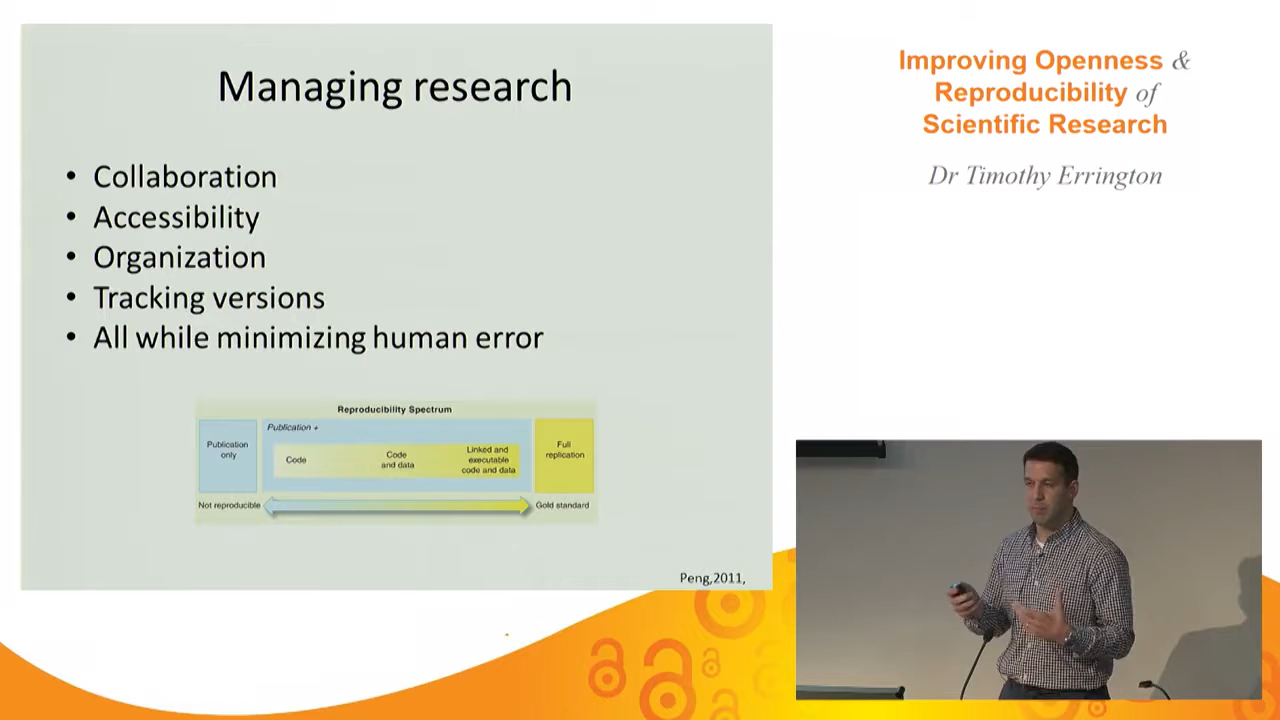 Managing research
• Collaboration
• Accessibility
• Organization
• Tracking versions
• All while minimizing human error
Reproducibility Spectrum
Publication only
Publication +
Code
Code and data
Linked and executable code and data
Full replication
Not reproducible
Gold standard
Peng,2011,
Improving Openness &
Reproducibility of
Scientific Research
Dr Timothy Errington